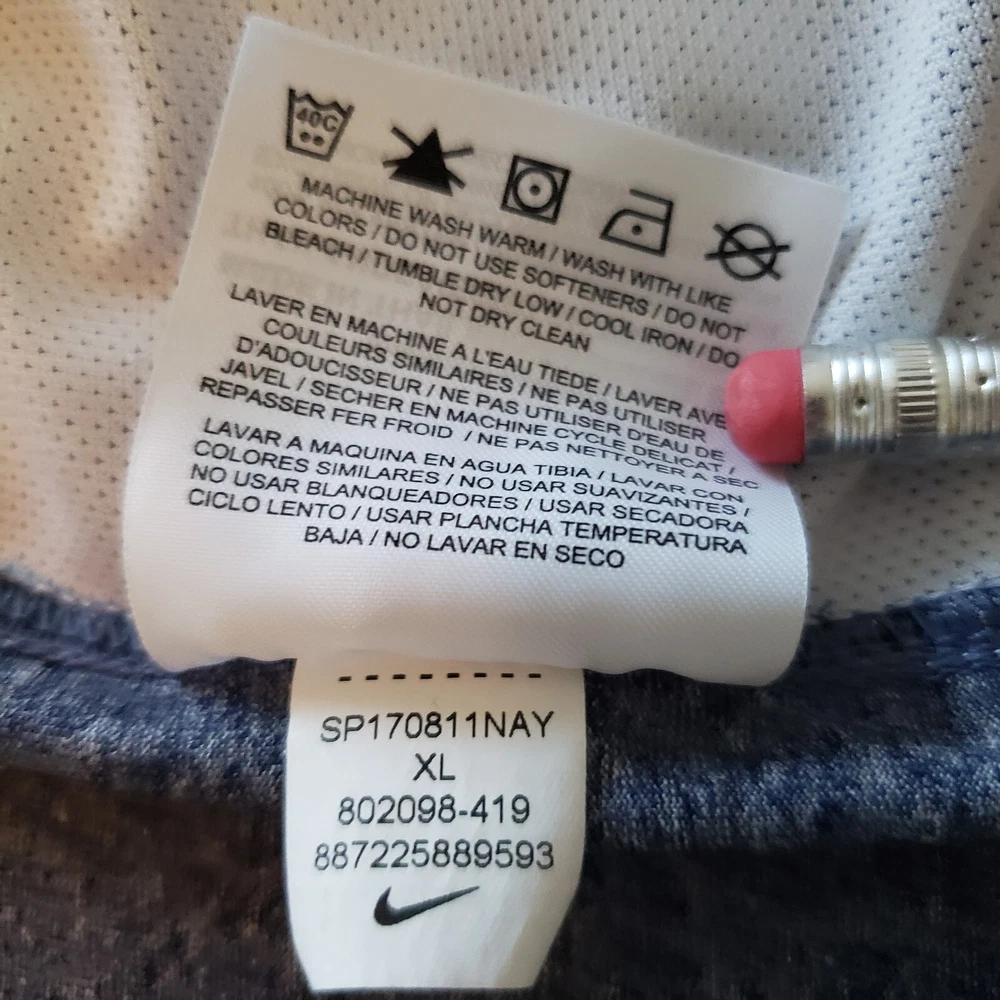 40C
MACHINE WASH WARM / WASH WITH LIKE
COLORS / DO NOT USE SOFTENERS / DO NOT
BLEACH / TUMBLE DRY LOW / COOL IRON / DO
NOT DRY CLEAN
LAVER EN MACHINE A L'EAU TIEDE / LAVER AVE
COULEURS SIMILAIRES / NE PAS UTILISER
D'ADOUCISSEUR / NE PAS UTILISER D'EAU DE
JAVEL / SECHER EN MACHINE CYCLE DELICAT /
REPASSER FER FROID / NE PAS NETTOYER A SEC
LAVAR A MAQUINA EN AGUA TIBIA / LAVAR CON
COLORES SIMILARES / NO USAR SUAVIZANTES /
NO USAR BLANQUEADORES / USAR SECADORA
CICLO LENTO / USAR PLANCHA TEMPERATURA
BAJA / NO LAVAR EN SECO
SP170811NAY
XL
802098-419
887225889593